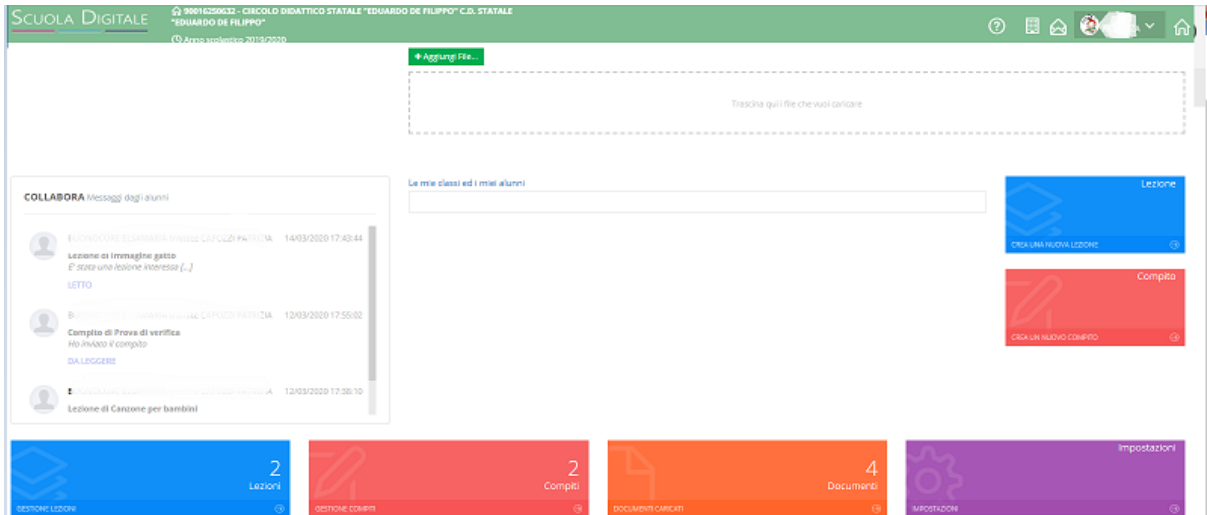 SCUOLA DIGITALE
90016250632 - CIRCOLO DIDATTICO STATALE "EDUARDO DE FILIPPO" C.D. STATALE
"EDUARDO DE FILIPPO"
Anno scolastico 2019/2020
+ Aggiungi File...
Trascina qui i file che vuoi caricare
COLLABORA Messaggi dagli alunni
CAPOZZI PATRIZIA 14/03/2020 17:43:44
Lezione di Immagine gatto
E' stata una lezione interessa [...]
LETTO
CAPOZZI PATRIZIA 12/03/2020 17:55:02
Compito di Prova di verifica
Ho inviato il compito
DA LEGGERE
12/03/2020 17:38:10
Lezione di Canzone per bambini
Le mie classi ed i miei alunni
Lezione
CREA UNA NUOVA LEZIONE
Compito
CREA UN NUOVO COMPITO
2
Lezioni
GESTIONE LEZIONI
2
Compiti
GESTIONE COMPITI
4
Documenti
DOCUMENTI CARICATI
Impostazioni
IMPOSTAZIONI